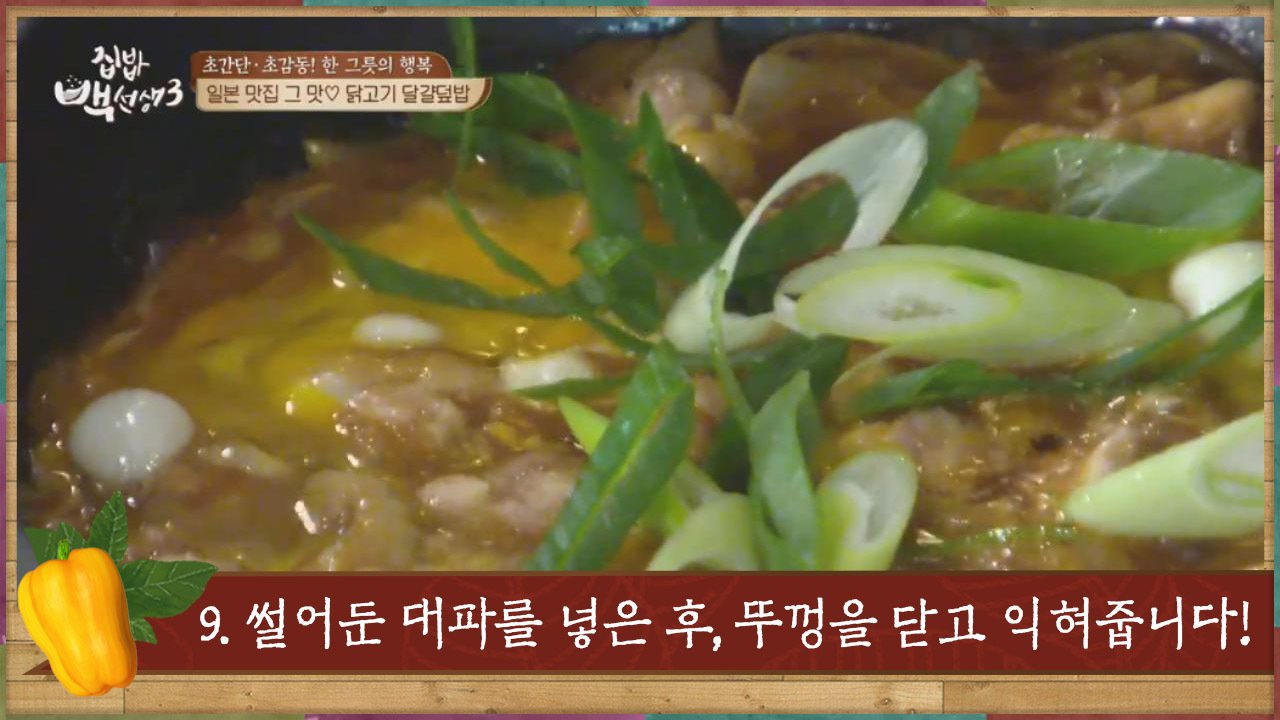 집밥
백선생3
초간단·초감동! 한 그릇의 행복
일본 맛집 그 맛♡ 닭고기 달걀덮밥
9. 썰어둔 대파를 넣은 후, 뚜껑을 닫고 익혀줍니다!